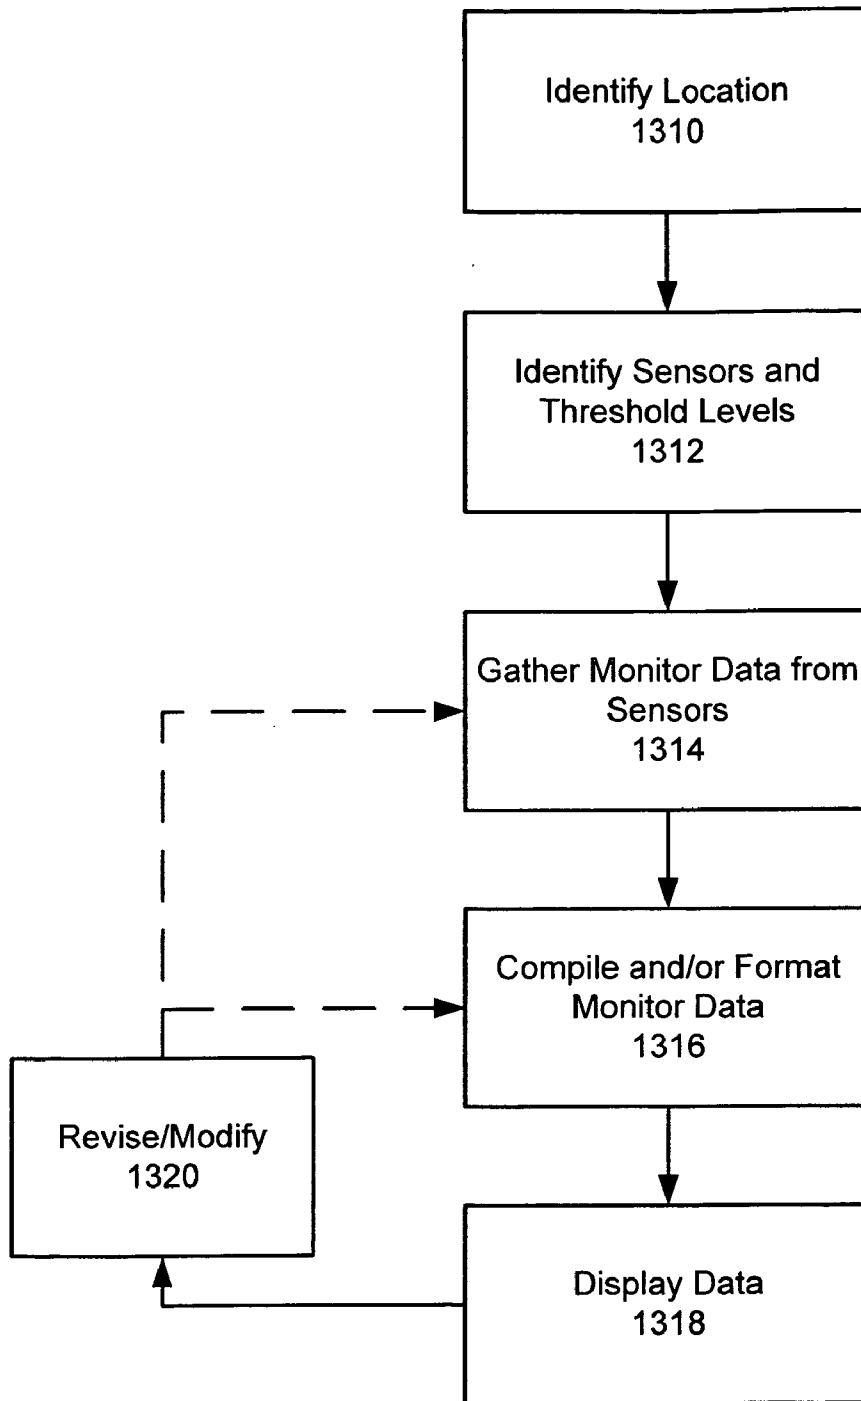 Identify Location
1310
Identify Sensors and
Threshold Levels
1312
Gather Monitor Data from
Sensors
1314
Compile and/or Format
Monitor Data
1316
Revise/Modify
1320
Display Data
1318